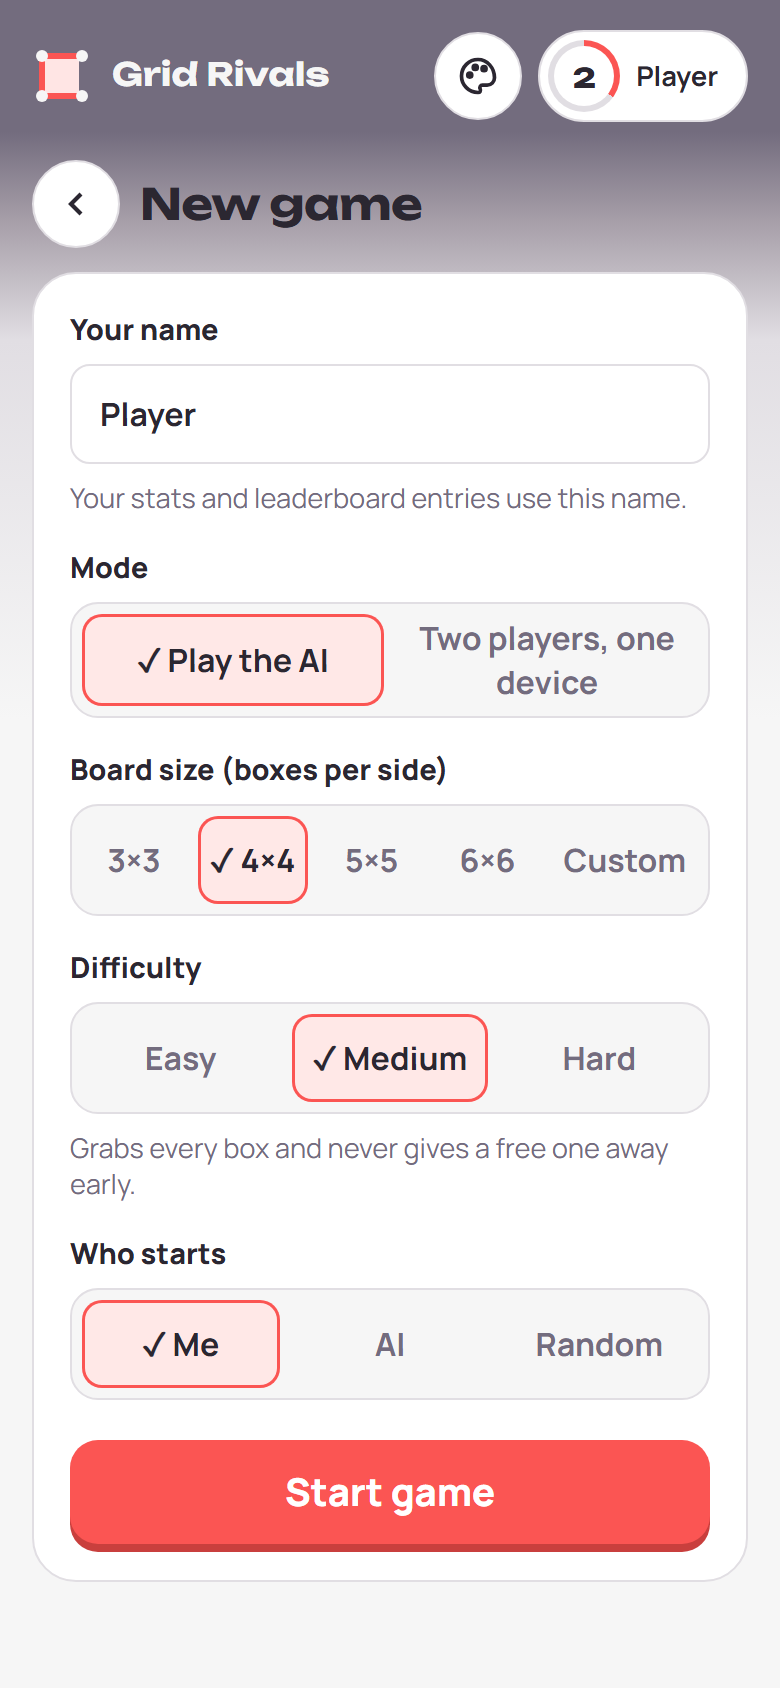 Grid Rivals
2 Player
New game
Your name
Player
Your stats and leaderboard entries use this name.
Mode
✓ Play the AI
Two players, one
device
Board size (boxes per side)
3×3 ✓ 4×4 5×5 6×6 Custom
Difficulty
Easy ✓ Medium Hard
Grabs every box and never gives a free one away
early.
Who starts
✓ Me AI Random
Start game